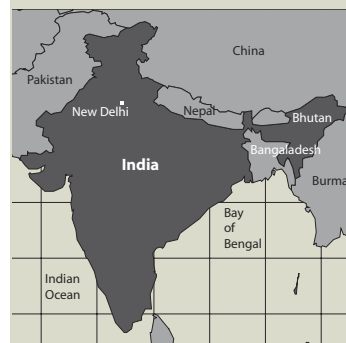 China
Pakistan
New Delhi
Nepal
Bhutan
India
Bangaladesh
Burma
Bay
of
Bengal
Indian
Ocean